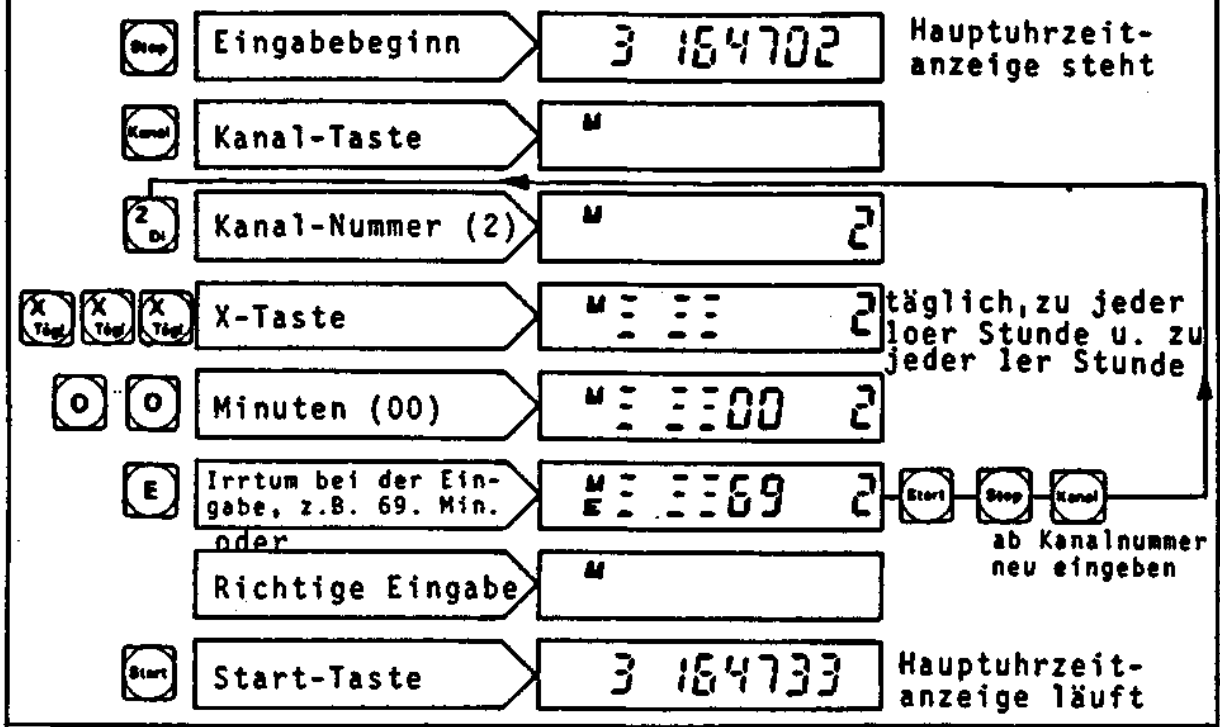 Stop Eingabebeginn 3 164702 Hauptuhrzeit-
anzeige steht
Kanal Kanal-Taste M
2 Di Kanal-Nummer (2) M 2
X Tägl X Tägl X Tägl X-Taste M 2 täglich,zu jeder
loer Stunde u. zu
jeder ler Stunde
0 0 Minuten (00) M 00 2
E Irrtum bei der Ein-
gabe, z.B. 69. Min. M E 69 2 Start Stop Kanal
oder
ab Kanalnummer
neu eingeben
Richtige Eingabe M
Start Start-Taste 3 164733 Hauptuhrzeit-
anzeige läuft